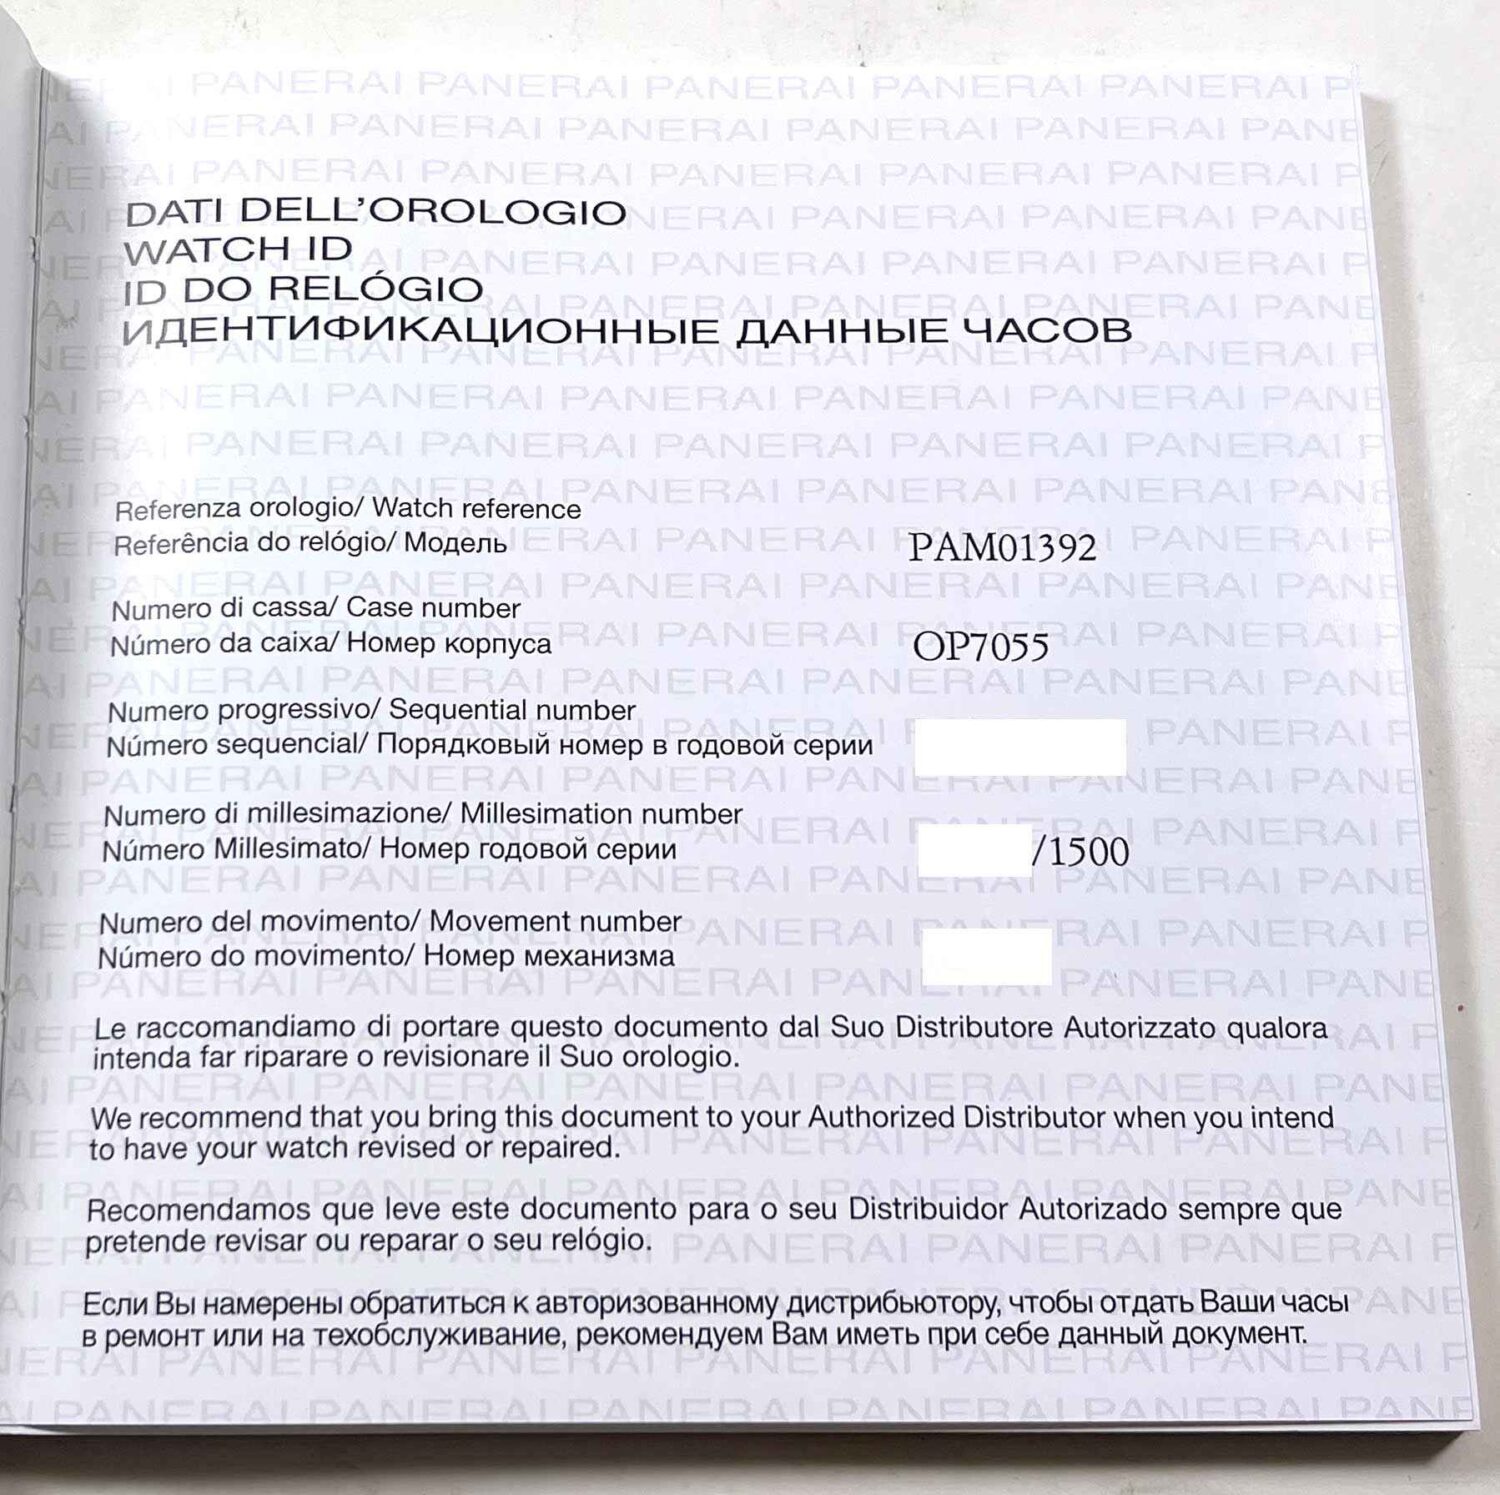 DATI DELL'OROLOGIO
WATCH ID
ID DO RELÓGIO
ИДЕНТИФИКАЦИОННЫЕ ДАННЫЕ ЧАСОВ
Referenza orologio/ Watch reference
Referência do relógio/ Модель PAM01392
Numero di cassa/ Case number
Número da caixa/ Номер корпуса OP7055
Numero progressivo/ Sequential number
Número sequencial/ Порядковый номер в годовой серии
Numero di millesimazione/ Millesimation number
Número Millesimato/ Номер годовой серии /1500
Numero del movimento/ Movement number
Número do movimento/ Номер механизма
Le raccomandiamo di portare questo documento dal Suo Distributore Autorizzato qualora
intenda far riparare o revisionare il Suo orologio.
We recommend that you bring this document to your Authorized Distributor when you intend
to have your watch revised or repaired.
Recomendamos que leve este documento para o seu Distribuidor Autorizado sempre que
pretende revisar ou reparar o seu relógio.
Если Вы намерены обратиться к авторизованному дистрибьютору, чтобы отдать Ваши часы
в ремонт или на техобслуживание, рекомендуем Вам иметь при себе данный документ.